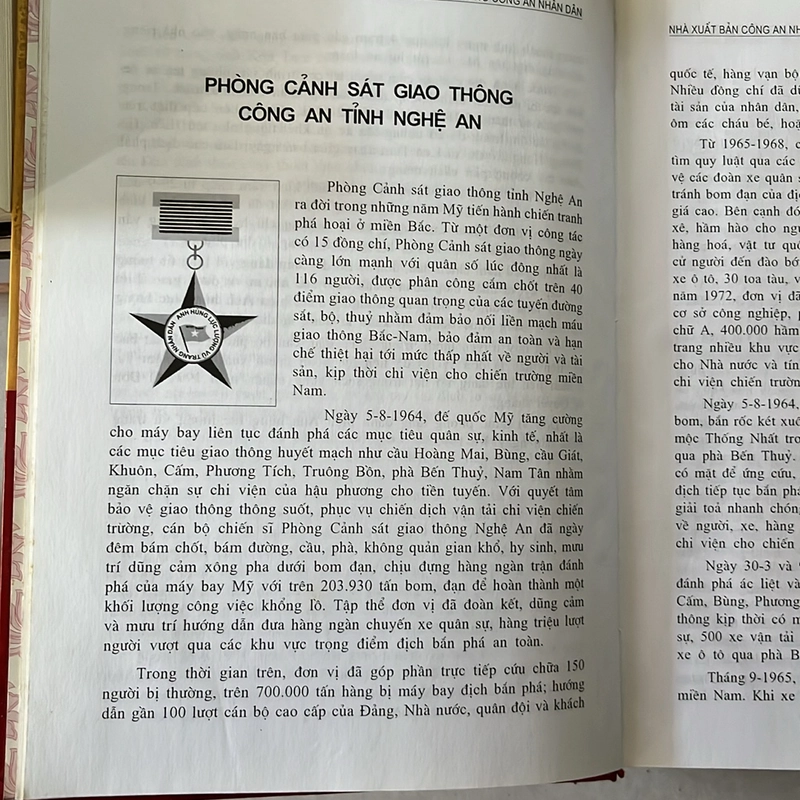 CÔNG AN NHÂN DÂN
PHÒNG CẢNH SÁT GIAO THÔNG
CÔNG AN TỈNH NGHỆ AN
ANH HÙNG LỰC LƯỢNG VŨ TRANG NHÂN DÂN
Phòng Cảnh sát giao thông tỉnh Nghệ An
ra đời trong những năm Mỹ tiến hành chiến tranh
phá hoại ở miền Bắc. Từ một đơn vị công tác
có 15 đồng chí, Phòng Cảnh sát giao thông ngày
càng lớn mạnh với quân số lúc đông nhất là
116 người, được phân công cắm chốt trên 40
điểm giao thông quan trọng của các tuyến đường
sắt, bộ, thuỷ nhằm đảm bảo nối liền mạch máu
giao thông Bắc-Nam, bảo đảm an toàn và hạn
chế thiệt hại tới mức thấp nhất về người và tài
sản, kịp thời chi viện cho chiến trường miền
Nam.
Ngày 5-8-1964, đế quốc Mỹ tăng cường
cho máy bay liên tục đánh phá các mục tiêu quân sự, kinh tế, nhất là
các mục tiêu giao thông huyết mạch như cầu Hoàng Mai, Bùng, cầu Giát,
Khuôn, Cấm, Phương Tích, Truông Bồn, phà Bến Thuỷ, Nam Tân nhằm
ngăn chặn sự chi viện của hậu phương cho tiền tuyến. Với quyết tâm
bảo vệ giao thông thông suốt, phục vụ chiến dịch vận tải chi viện chiến
trường, cán bộ chiến sĩ Phòng Cảnh sát giao thông Nghệ An đã ngày
đêm bám chốt, bám đường, cầu, phà, không quản gian khổ, hy sinh, mưu
trí dũng cảm xông pha dưới bom đạn, chịu đựng hàng ngàn trận đánh
phá của máy bay Mỹ với trên 203.930 tấn bom, đạn để hoàn thành một
khối lượng công việc khổng lồ. Tập thể đơn vị đã đoàn kết, dũng cảm
và mưu trí hướng dẫn đưa hàng ngàn chuyến xe quân sự, hàng triệu lượt
người vượt qua các khu vực trọng điểm địch bắn phá an toàn.
Trong thời gian trên, đơn vị đã góp phần trực tiếp cứu chữa 150
người bị thường, trên 700.000 tấn hàng bị máy bay địch bắn phá; hướng
dẫn gần 100 lượt cán bộ cao cấp của Đảng, Nhà nước, quân đội và khách
NHÀ XUẤT BẢN CÔNG AN NH
quốc tế, hàng vạn bộ
Nhiều đồng chí đã dũ
tài sản của nhân dân,
ôm các cháu bé, hoặ
Từ 1965-1968, c
tìm quy luật qua các
vệ các đoàn xe quân s
tránh bom đạn của đị
giá cao. Bên cạnh đó
xê, hầm hào cho ngư
hàng hoá, vật tư quố
cử người đến đào bớ
xe ô tô, 30 toa tàu, v
năm 1972, đơn vị đã
cơ sở công nghiệp, p
chữ A, 400.000 hầm
trang nhiều khu vực
cho Nhà nước và tín
chi viện chiến trườn
Ngày 5-8-1964,
bom, bắn rốc két xuố
mộc Thống Nhất tro
qua phà Bến Thuỷ.
có mặt để ứng cứu,
dịch tiếp tục bắn phá
giải toả nhanh chón
về người, xe, hàng
chi viện cho chiến
Ngày 30-3 và
đánh phá ác liệt và
Cấm, Bùng, Phương
thông kịp thời có m
sự, 500 xe vận tải
xe ô tô qua phà B
Tháng 9-1965,
miền Nam. Khi xe